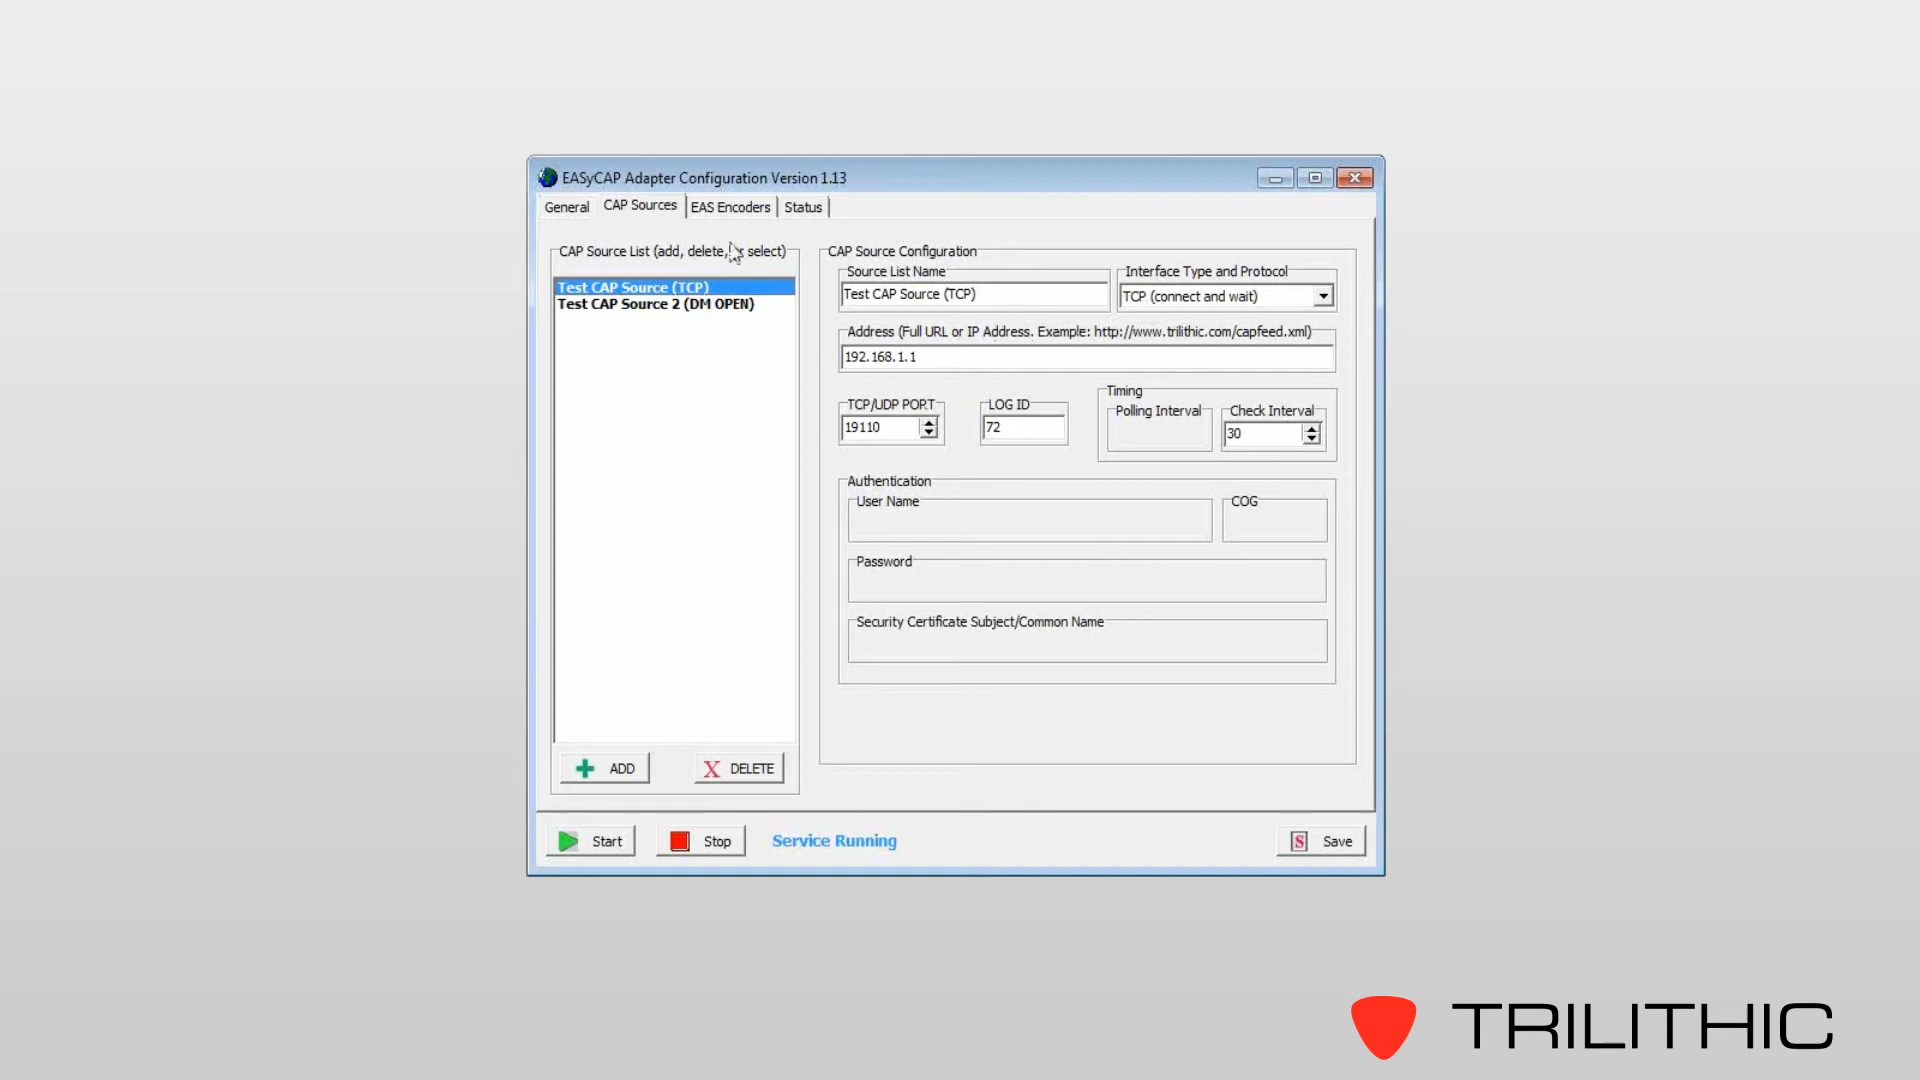 EASyCAP Adapter Configuration Version 1.13
General
CAP Sources
EAS Encoders
Status
CAP Source List (add, delete, select)
Test CAP Source (TCP)
Test CAP Source 2 (DM OPEN)
ADD
X DELETE
CAP Source Configuration
Source List Name
Test CAP Source (TCP)
Interface Type and Protocol
TCP (connect and wait)
Address (Full URL or IP Address. Example: http://www.trilithic.com/capfeed.xml)
192.168.1.1
TCP/UDP PORT
19110
LOG ID
72
Timing
Polling Interval
Check Interval
30
Authentication
User Name
COG
Password
Security Certificate Subject/Common Name
Start
Stop
Service Running
S Save
TRILITHIC